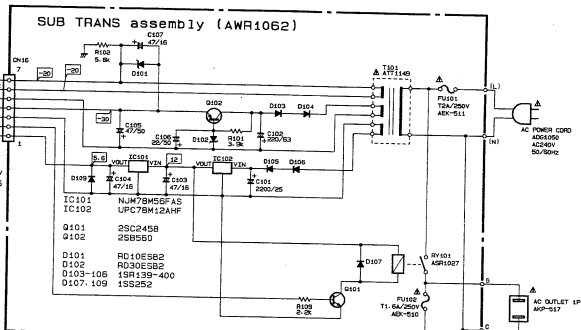 SUB TRANS assembly (AWR1062)
CN16
7
R102
5.6k
C107
47/16
D101
-20
-20
-30
T101
ATT1149
FU101
T2A/250V
AEK-511
(L)
(N)
AC POWER CORD
ADG1050
AC240V
50/60Hz
Q102
D103
D104
C105
47/50
C106
22/50
D102
R101
3.9k
C102
220/63
1
5.6
VOUT
IC101
VIN
12
VOUT
IC102
VIN
D105
D106
D109
C104
47/16
C103
47/16
C101
2200/25
IC101 NJM78M56FAS
IC102 UPC78M12AHF
Q101 2SC2458
Q102 2SB550
D101 RD10ESB2
D102 RD30ESB2
D103-106 1SR139-400
D107,109 1SS252
D107
RY101
ASR1027
Q101
R109
2.2k
FU102
T1.6A/250V
AEK-510
S
C
AC OUTLET 1P
AKP-517